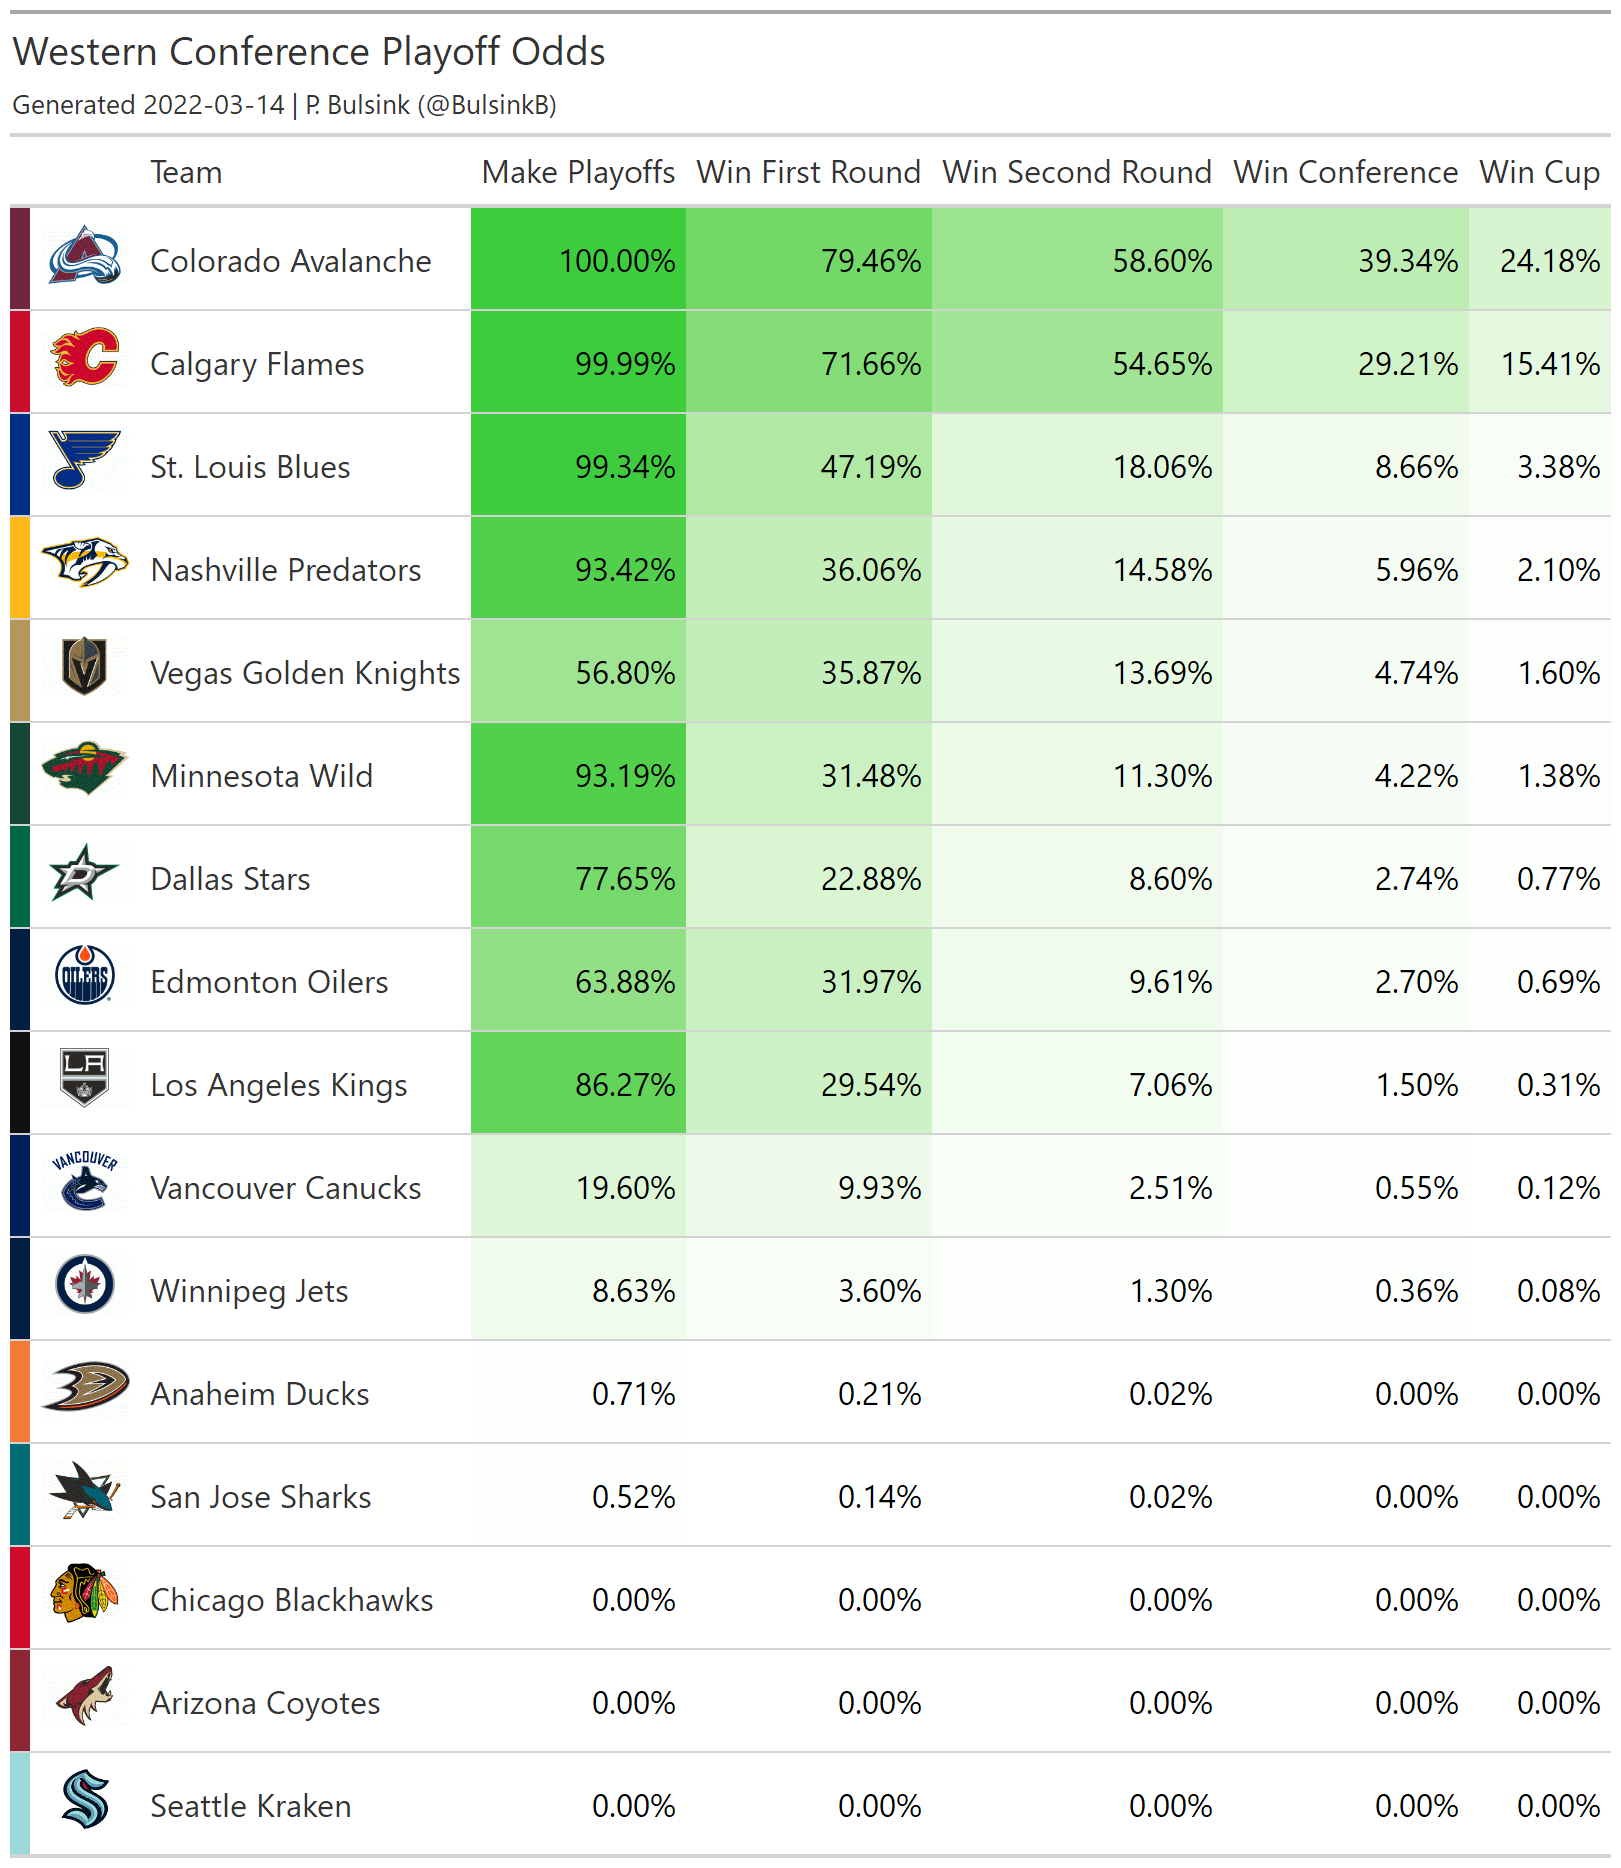 Western Conference Playoff Odds
Generated 2022-03-14 | P. Bulsink (@BulsinkB)
Team Make Playoffs Win First Round Win Second Round Win Conference Win Cup
Colorado Avalanche 100.00% 79.46% 58.60% 39.34% 24.18%
Calgary Flames 99.99% 71.66% 54.65% 29.21% 15.41%
St. Louis Blues 99.34% 47.19% 18.06% 8.66% 3.38%
Nashville Predators 93.42% 36.06% 14.58% 5.96% 2.10%
Vegas Golden Knights 56.80% 35.87% 13.69% 4.74% 1.60%
Minnesota Wild 93.19% 31.48% 11.30% 4.22% 1.38%
Dallas Stars 77.65% 22.88% 8.60% 2.74% 0.77%
OILERS
Edmonton Oilers 63.88% 31.97% 9.61% 2.70% 0.69%
LA
Los Angeles Kings 86.27% 29.54% 7.06% 1.50% 0.31%
VANCOUVER
Vancouver Canucks 19.60% 9.93% 2.51% 0.55% 0.12%
Winnipeg Jets 8.63% 3.60% 1.30% 0.36% 0.08%
Anaheim Ducks 0.71% 0.21% 0.02% 0.00% 0.00%
San Jose Sharks 0.52% 0.14% 0.02% 0.00% 0.00%
Chicago Blackhawks 0.00% 0.00% 0.00% 0.00% 0.00%
Arizona Coyotes 0.00% 0.00% 0.00% 0.00% 0.00%
Seattle Kraken 0.00% 0.00% 0.00% 0.00% 0.00%